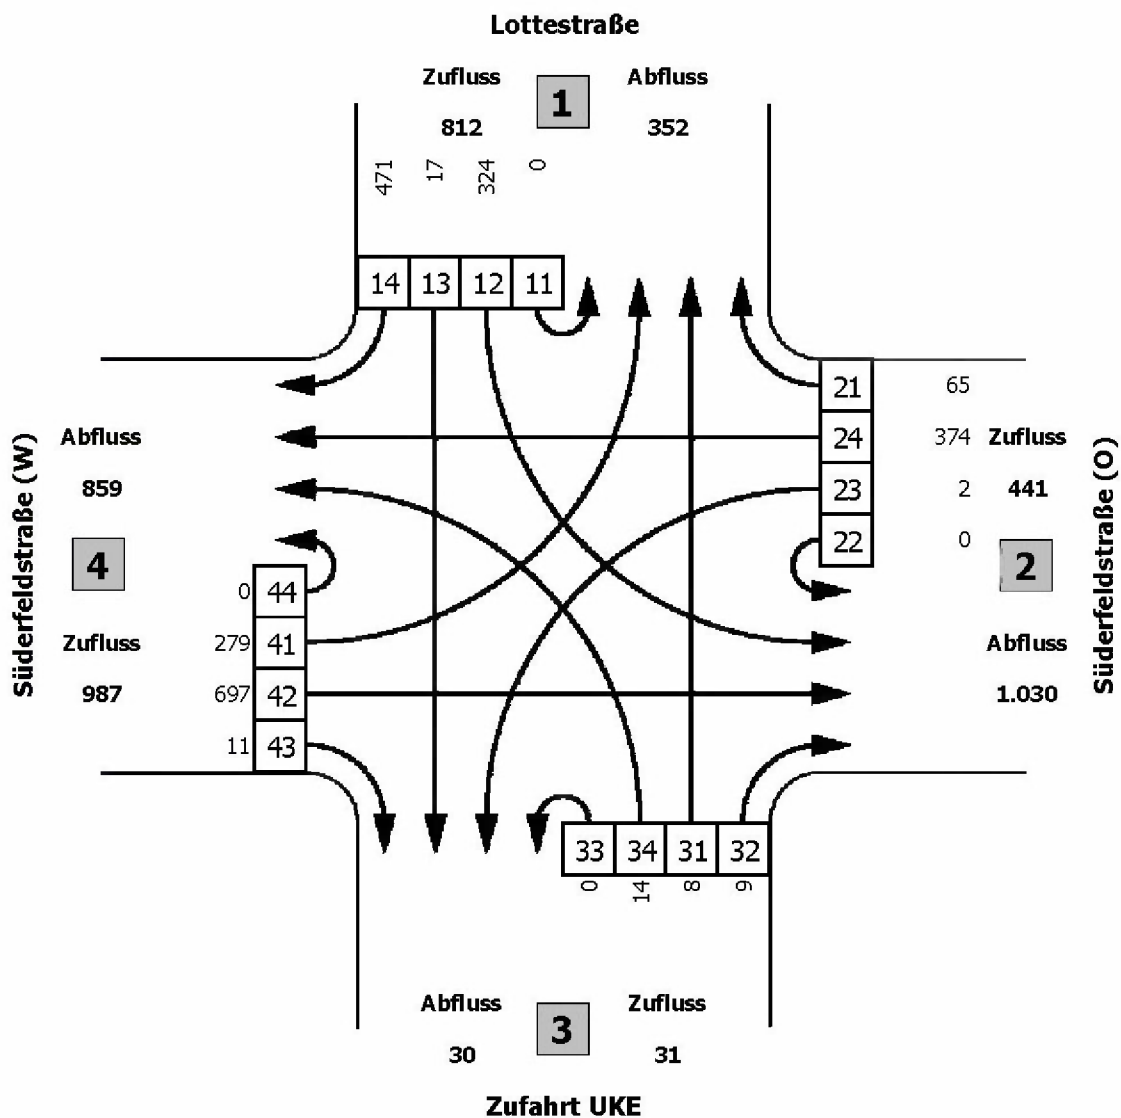 Lottestraße
Zufluss 1 Abfluss
812 352
471 17 324 0
14 13 12 11
21 65
24 374 Zufluss
23 2 441
22 0
2
Süderfeldstraße (O)
Abfluss
1.030
Süderfeldstraße (W)
Abfluss
859
4
0 44
Zufluss 279 41
987 697 42
11 43
33 34 31 32
0 14 8 9
Abfluss 3 Zufluss
30 31
Zufahrt UKE